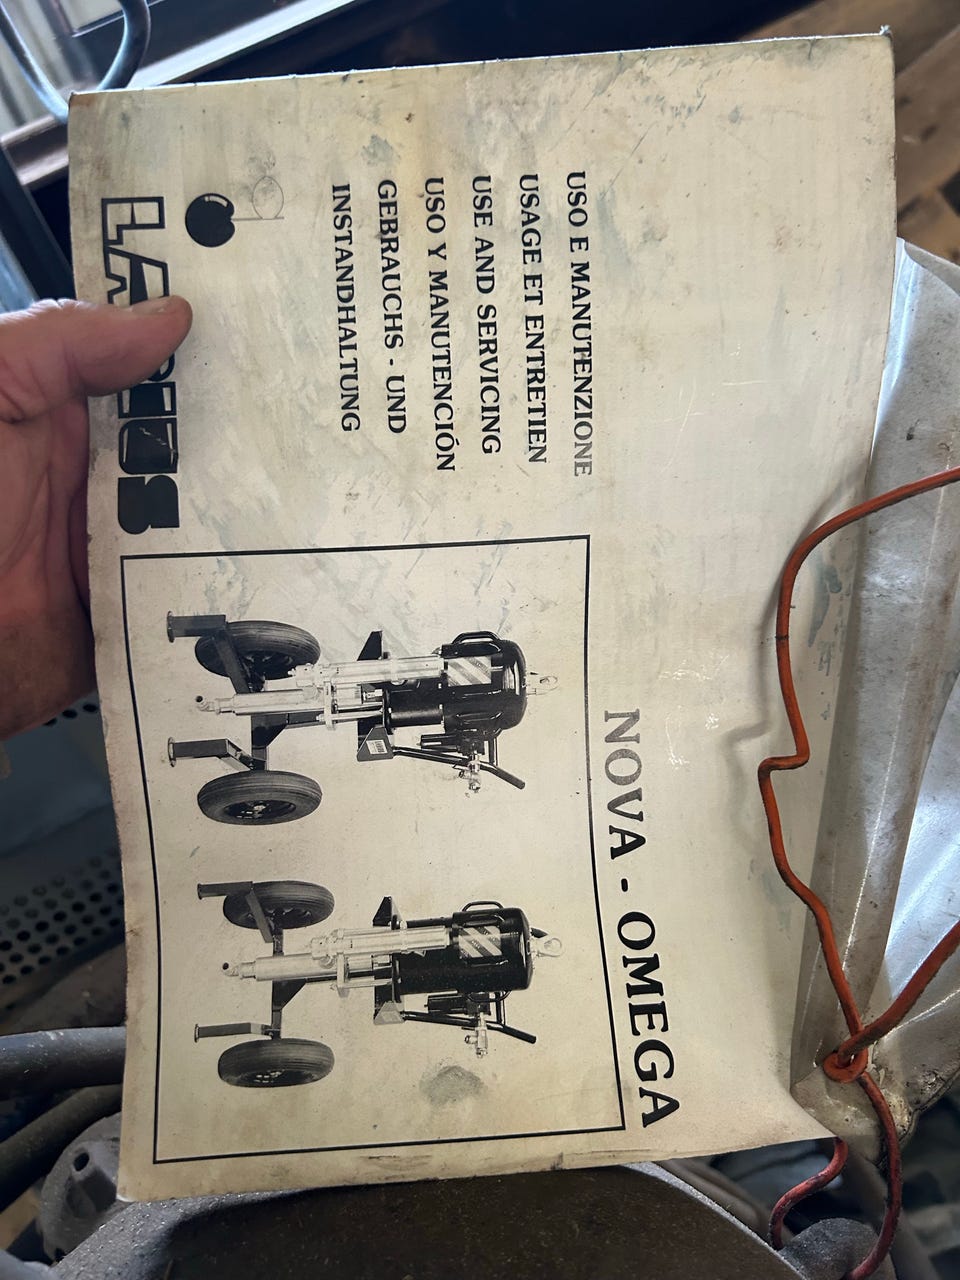 NOVA - OMEGA
USO E MANUTENZIONE
USAGE ET ENTRETIEN
USE AND SERVICING
USO Y MANUTENCIÓN
GEBRAUCHS - UND
INSTANDHALTUNG